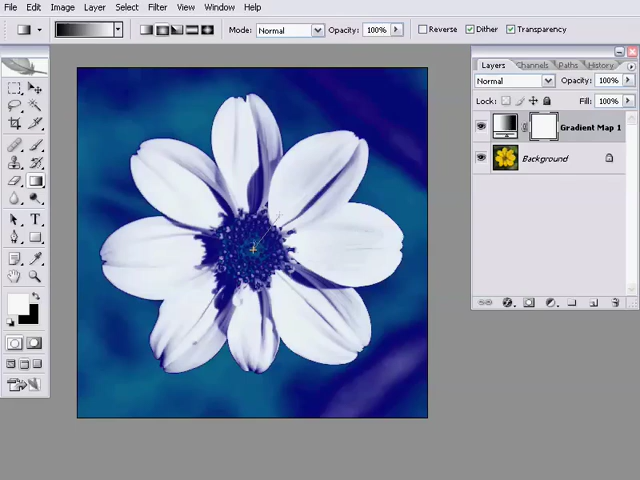 File Edit Image Layer Select Filter View Window Help
Mode: Normal Opacity: 100% Reverse Dither Transparency
Layers Channels Paths History
Normal Opacity: 100%
Lock: Fill: 100%
Gradient Map 1
Background